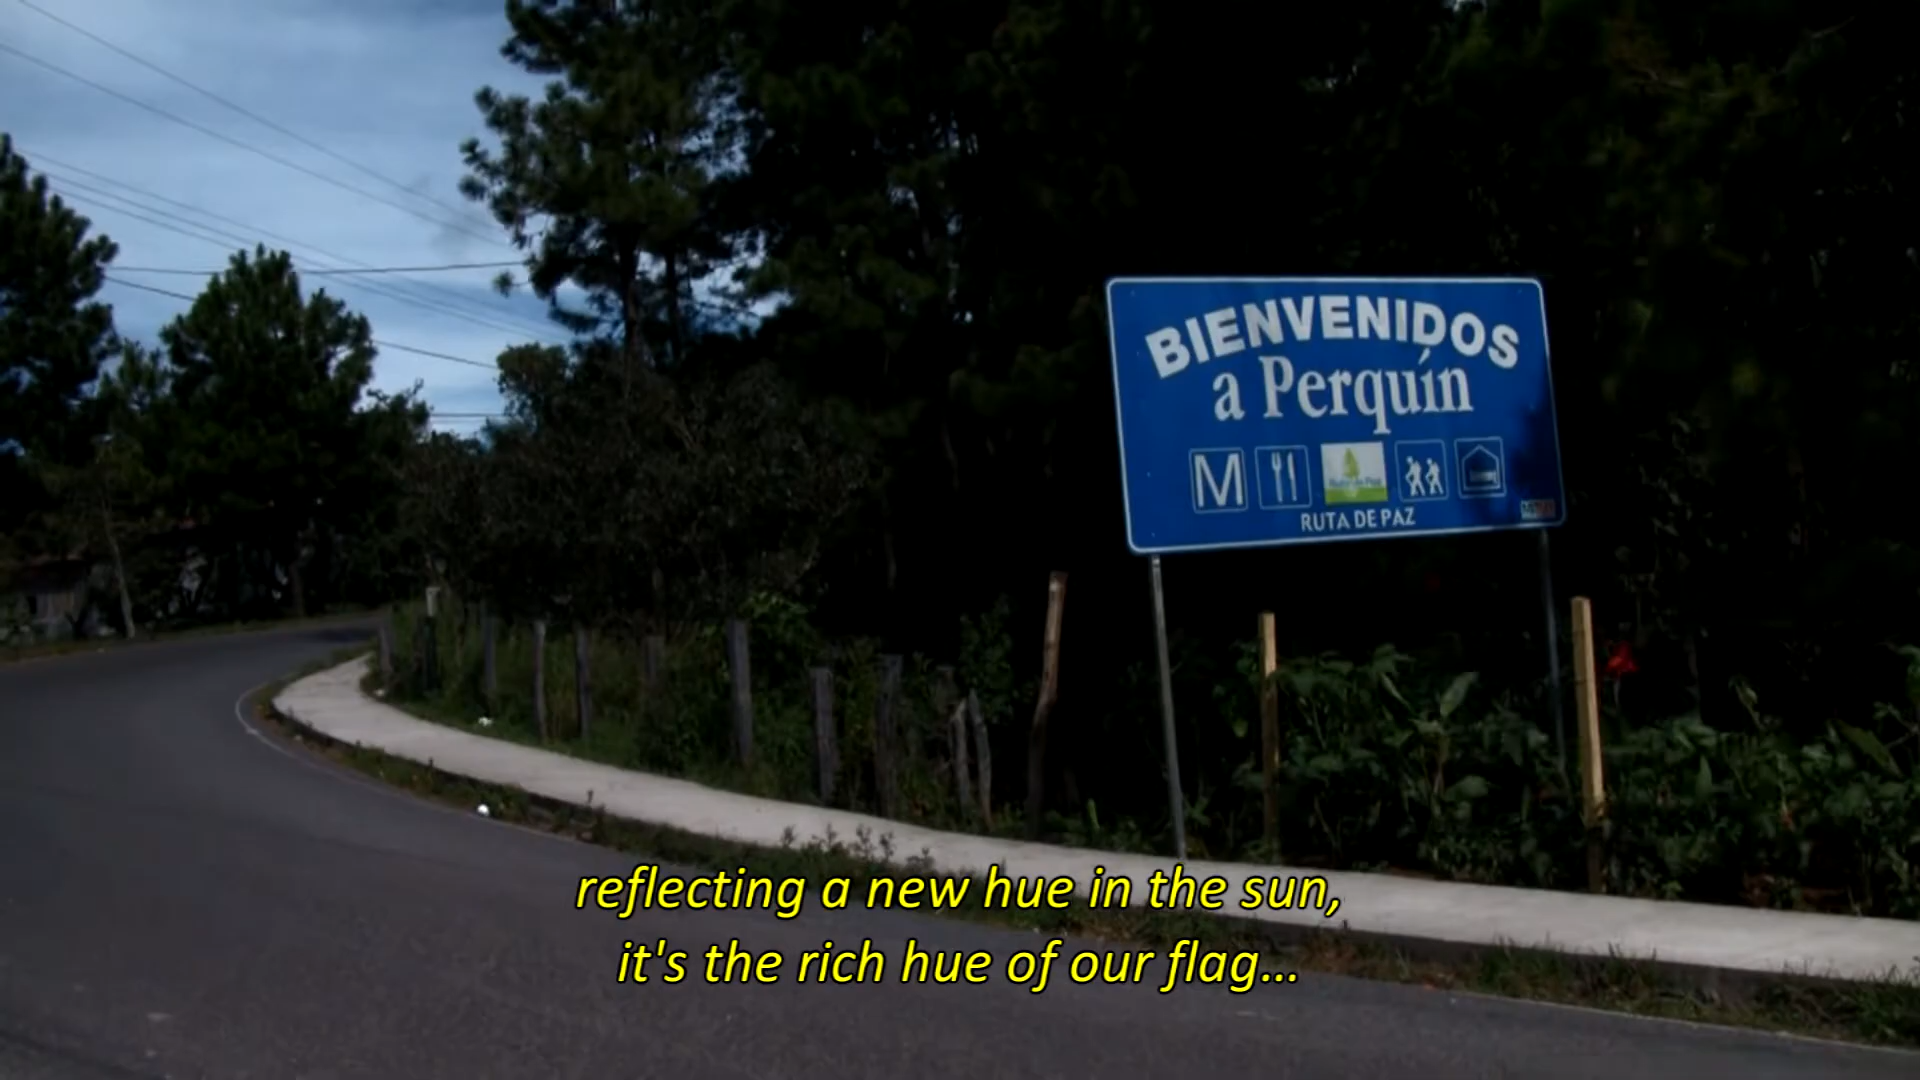 BIENVENIDOS
a Perquín
M
RUTA DE PAZ
reflecting a new hue in the sun,
it's the rich hue of our flag...